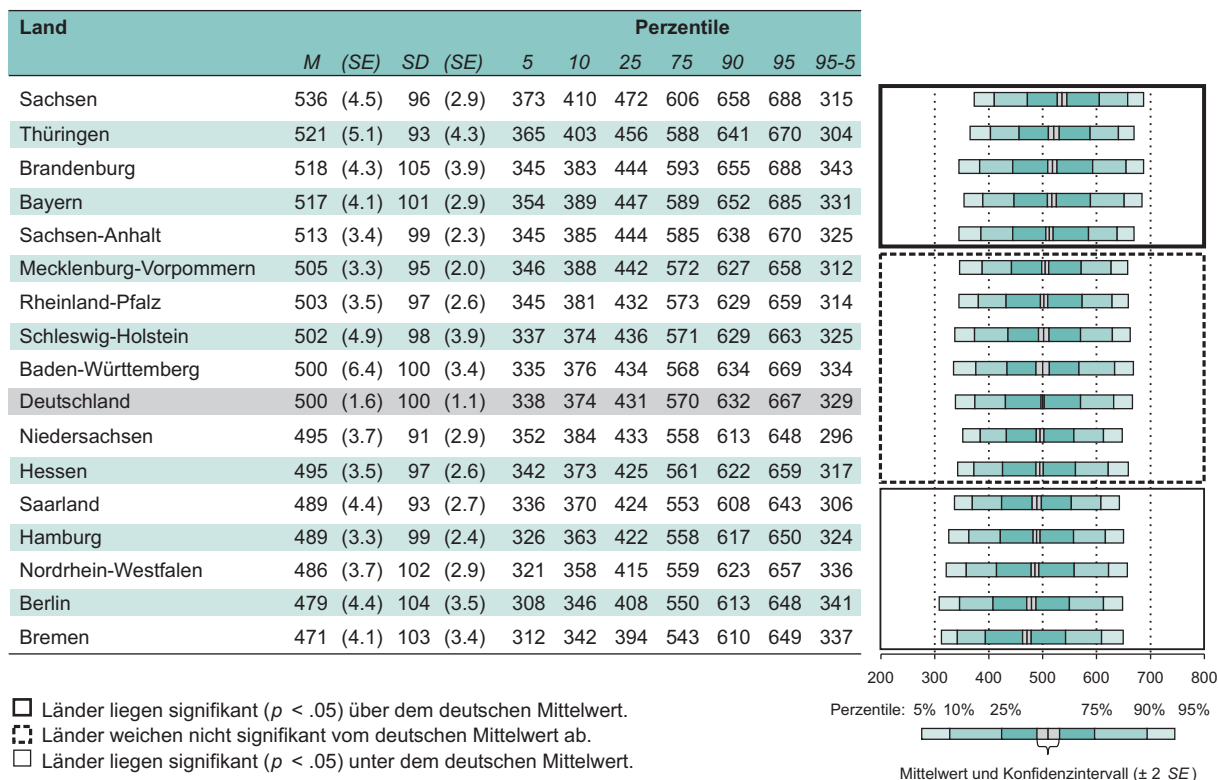 Land Perzentile
M (SE) SD (SE) 5 10 25 75 90 95 95-5
Sachsen 536 (4.5) 96 (2.9) 373 410 472 606 658 688 315
Thüringen 521 (5.1) 93 (4.3) 365 403 456 588 641 670 304
Brandenburg 518 (4.3) 105 (3.9) 345 383 444 593 655 688 343
Bayern 517 (4.1) 101 (2.9) 354 389 447 589 652 685 331
Sachsen-Anhalt 513 (3.4) 99 (2.3) 345 385 444 585 638 670 325
Mecklenburg-Vorpommern 505 (3.3) 95 (2.0) 346 388 442 572 627 658 312
Rheinland-Pfalz 503 (3.5) 97 (2.6) 345 381 432 573 629 659 314
Schleswig-Holstein 502 (4.9) 98 (3.9) 337 374 436 571 629 663 325
Baden-Württemberg 500 (6.4) 100 (3.4) 335 376 434 568 634 669 334
Deutschland 500 (1.6) 100 (1.1) 338 374 431 570 632 667 329
Niedersachsen 495 (3.7) 91 (2.9) 352 384 433 558 613 648 296
Hessen 495 (3.5) 97 (2.6) 342 373 425 561 622 659 317
Saarland 489 (4.4) 93 (2.7) 336 370 424 553 608 643 306
Hamburg 489 (3.3) 99 (2.4) 326 363 422 558 617 650 324
Nordrhein-Westfalen 486 (3.7) 102 (2.9) 321 358 415 559 623 657 336
Berlin 479 (4.4) 104 (3.5) 308 346 408 550 613 648 341
Bremen 471 (4.1) 103 (3.4) 312 342 394 543 610 649 337
200 300 400 500 600 700 800
Länder liegen signifikant (p < .05) über dem deutschen Mittelwert.
Länder weichen nicht signifikant vom deutschen Mittelwert ab.
Länder liegen signifikant (p < .05) unter dem deutschen Mittelwert.
Perzentile: 5% 10% 25% 75% 90% 95%
Mittelwert und Konfidenzintervall (± 2 SE)